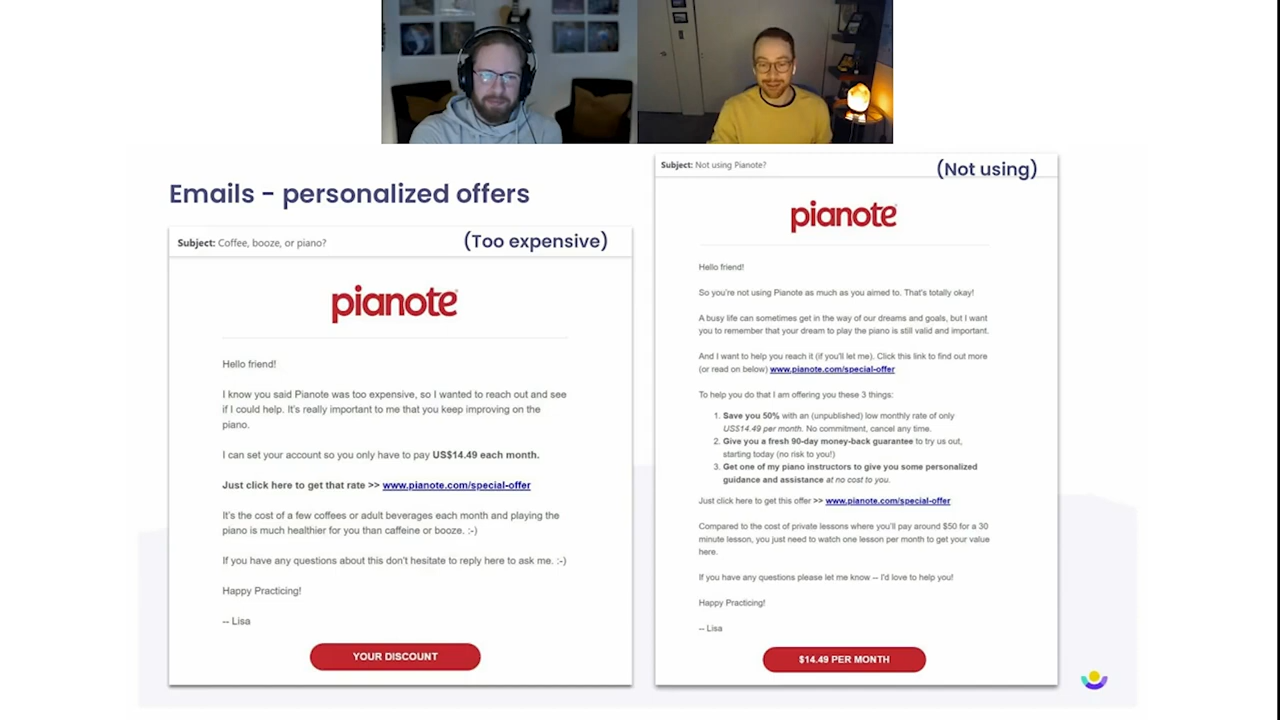 Emails - personalized offers
Subject: Coffee, booze, or piano?
(Too expensive)
pianote
Hello friend!
I know you said Pianote was too expensive, so I wanted to reach out and see
if I could help. It's really important to me that you keep improving on the
piano.
I can set your account so you only have to pay US$14.49 each month.
Just click here to get that rate >> www.pianote.com/special-offer
It's the cost of a few coffees or adult beverages each month and playing the
piano is much healthier for you than caffeine or booze. :-)
If you have any questions about this don't hesitate to reply here to ask me. :-)
Happy Practicing!
-- Lisa
YOUR DISCOUNT
Subject: Not using Pianote?
(Not using)
pianote
Hello friend!
So you're not using Pianote as much as you aimed to. That's totally okay!
A busy life can sometimes get in the way of our dreams and goals, but I want
you to remember that your dream to play the piano is still valid and important.
And I want to help you reach it (if you'll let me). Click this link to find out more
(or read on below) www.pianote.com/special-offer
To help you do that I am offering you these 3 things:
1. Save you 50% with an (unpublished) low monthly rate of only
US$14.49 per month. No commitment, cancel any time.
2. Give you a fresh 90-day money-back guarantee to try us out,
starting today (no risk to you!)
3. Get one of my piano instructors to give you some personalized
guidance and assistance at no cost to you.
Just click here to get this offer >> www.pianote.com/special-offer
Compared to the cost of private lessons where you'll pay around $50 for a 30
minute lesson, you just need to watch one lesson per month to get your value
here.
If you have any questions please let me know -- I'd love to help you!
Happy Practicing!
-- Lisa
$14.49 PER MONTH